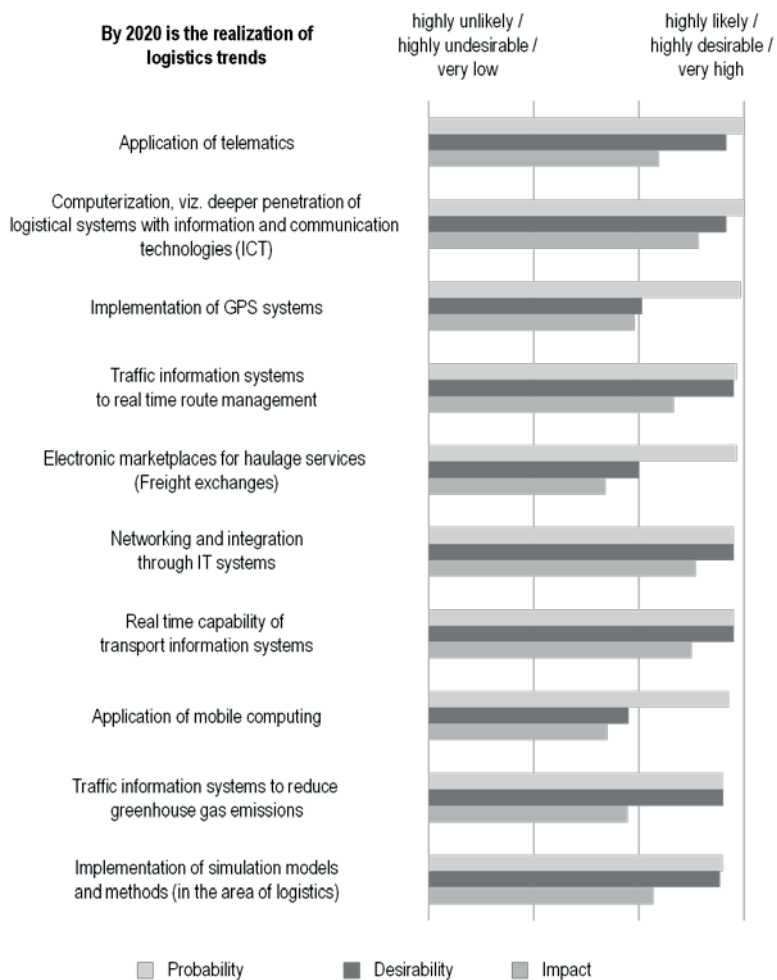 By 2020 is the realization of
logistics trends
highly unlikely /
highly undesirable /
very low
highly likely /
highly desirable /
very high
Application of telematics
Computerization, viz. deeper penetration of
logistical systems with information and communication
technologies (ICT)
Implementation of GPS systems
Traffic information systems
to real time route management
Electronic marketplaces for haulage services
(Freight exchanges)
Networking and integration
through IT systems
Real time capability of
transport information systems
Application of mobile computing
Traffic information systems to reduce
greenhouse gas emissions
Implementation of simulation models
and methods (in the area of logistics)
Probability
Desirability
Impact